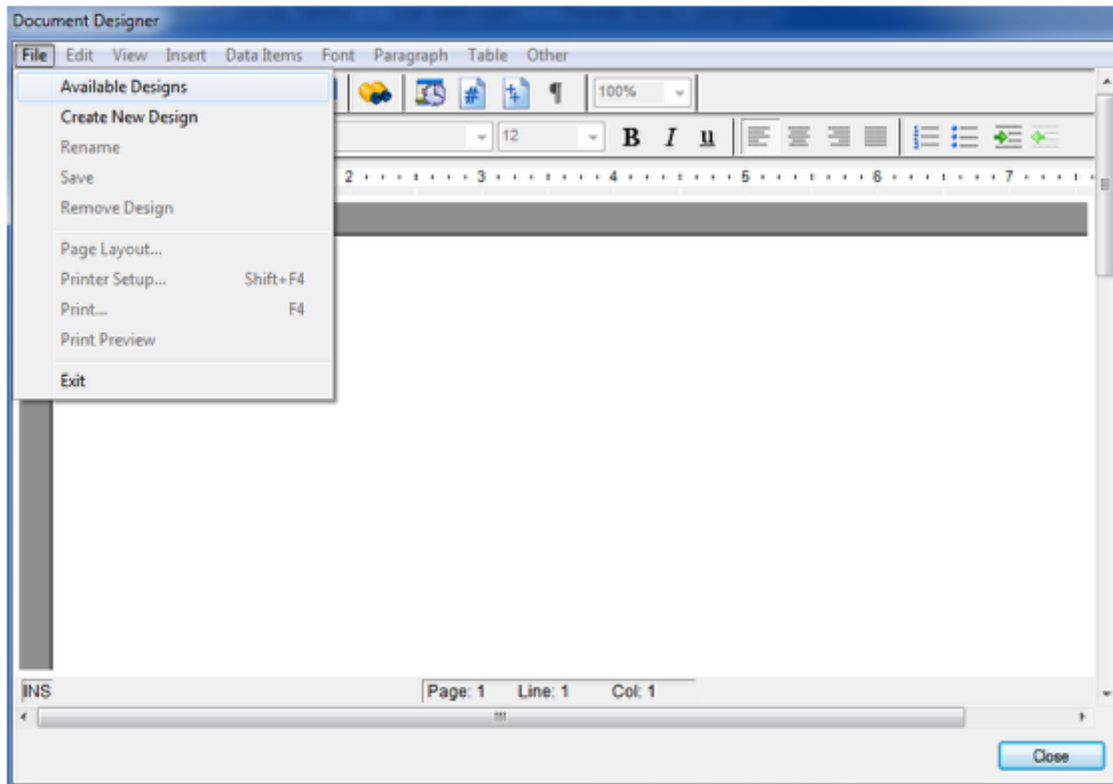 Document Designer
File Edit View Insert Data Items Font Paragraph Table Other
Available Designs
Create New Design
Rename
Save
Remove Design
Page Layout...
Printer Setup... Shift+F4
Print... F4
Print Preview
Exit
# ¶ 100%
12 B I u
2 3 4 5 6 7
INS Page: 1 Line: 1 Col: 1
Close